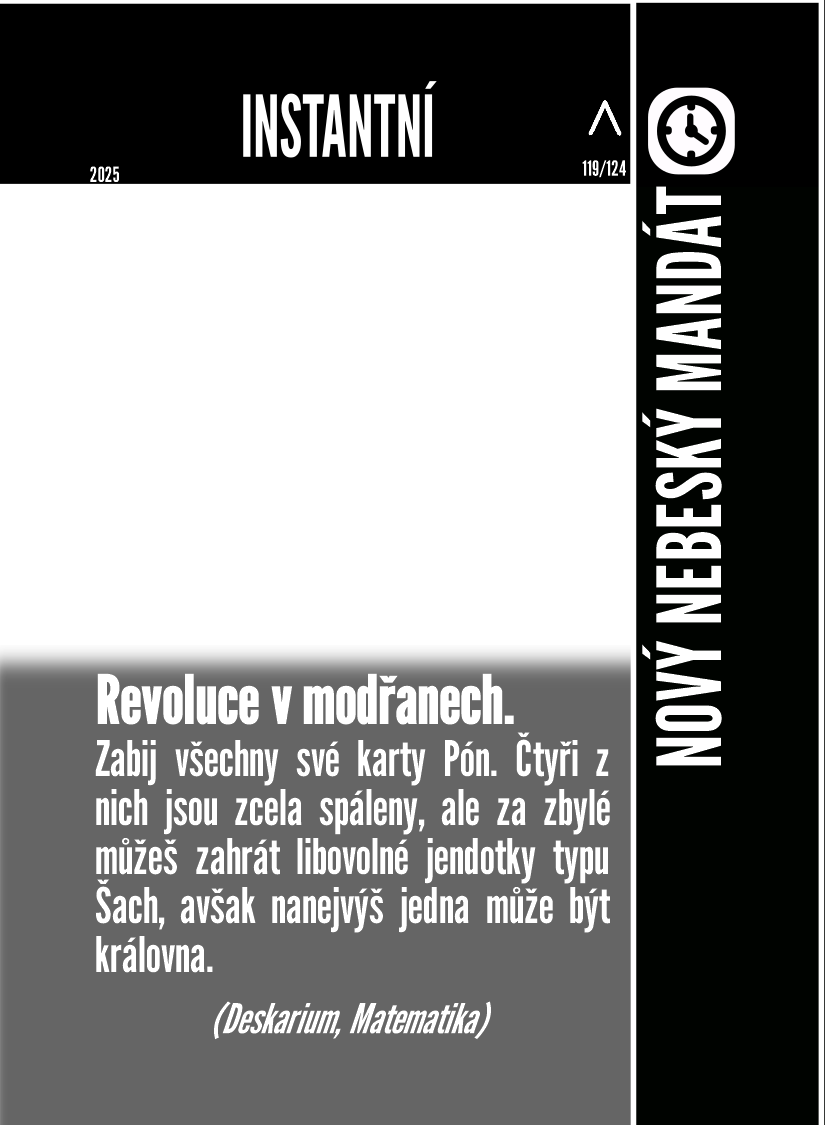 INSTANTNÍ
2025
119/124
NOVÝ NEBESKÝ MANDÁT
Revoluce v modřanech.
Zabij všechny své karty Pón. Čtyři z
nich jsou zcela spáleny, ale za zbylé
můžeš zahrát libovolné jendotky typu
Šach, avšak nanejvýš jedna může být
královna.
(Deskarium, Matematika)